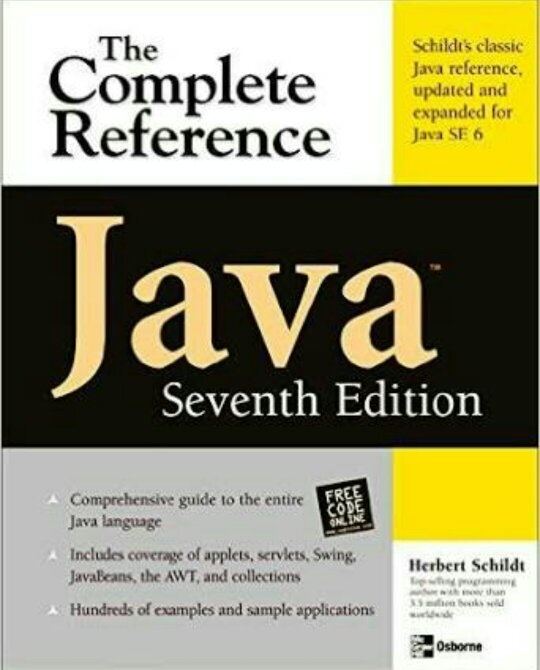 The
Complete
Reference
Schildt's classic
Java reference,
updated and
expanded for
Java SE 6
Java™
Seventh Edition
Comprehensive guide to the entire
Java language
Includes coverage of applets, servlets, Swing,
JavaBeans, the AWT, and collections
Hundreds of examples and sample applications
FREE
CODE
ONLINE
Herbert Schildt
Top-selling programming
author with more than
3.5 million books sold
worldwide
Osborne